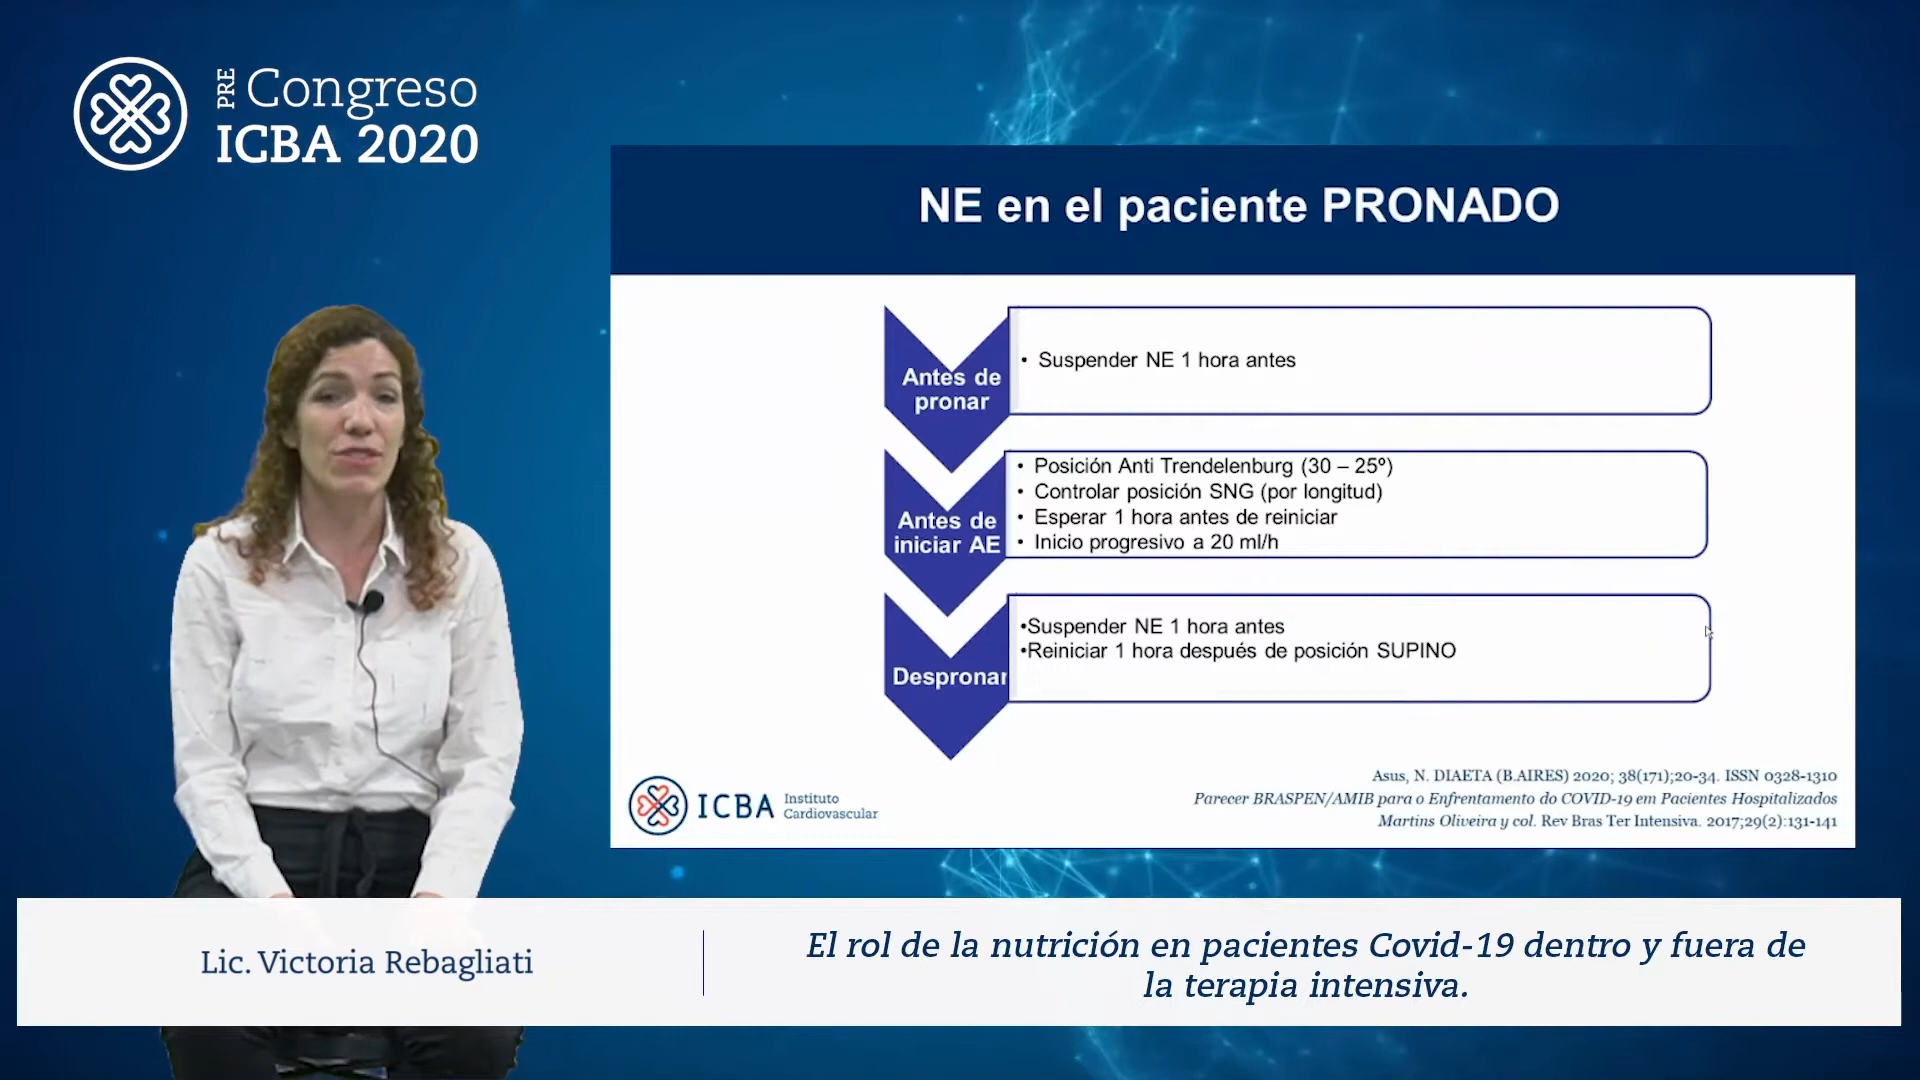 PRE Congreso
ICBA 2020
NE en el paciente PRONADO
Antes de
pronar
• Suspender NE 1 hora antes
Antes de
iniciar AE
• Posición Anti Trendelenburg (30 – 25º)
• Controlar posición SNG (por longitud)
• Esperar 1 hora antes de reiniciar
• Inicio progresivo a 20 ml/h
Despronar
•Suspender NE 1 hora antes
•Reiniciar 1 hora después de posición SUPINO
ICBA Instituto
Cardiovascular
Asus, N. DIAETA (B.AIRES) 2020; 38(171);20-34. ISSN 0328-1310
Parecer BRASPEN/AMIB para o Enfrentamento do COVID-19 em Pacientes Hospitalizados
Martins Oliveira y col. Rev Bras Ter Intensiva. 2017;29(2):131-141
Lic. Victoria Rebagliati
El rol de la nutrición en pacientes Covid-19 dentro y fuera de
la terapia intensiva.